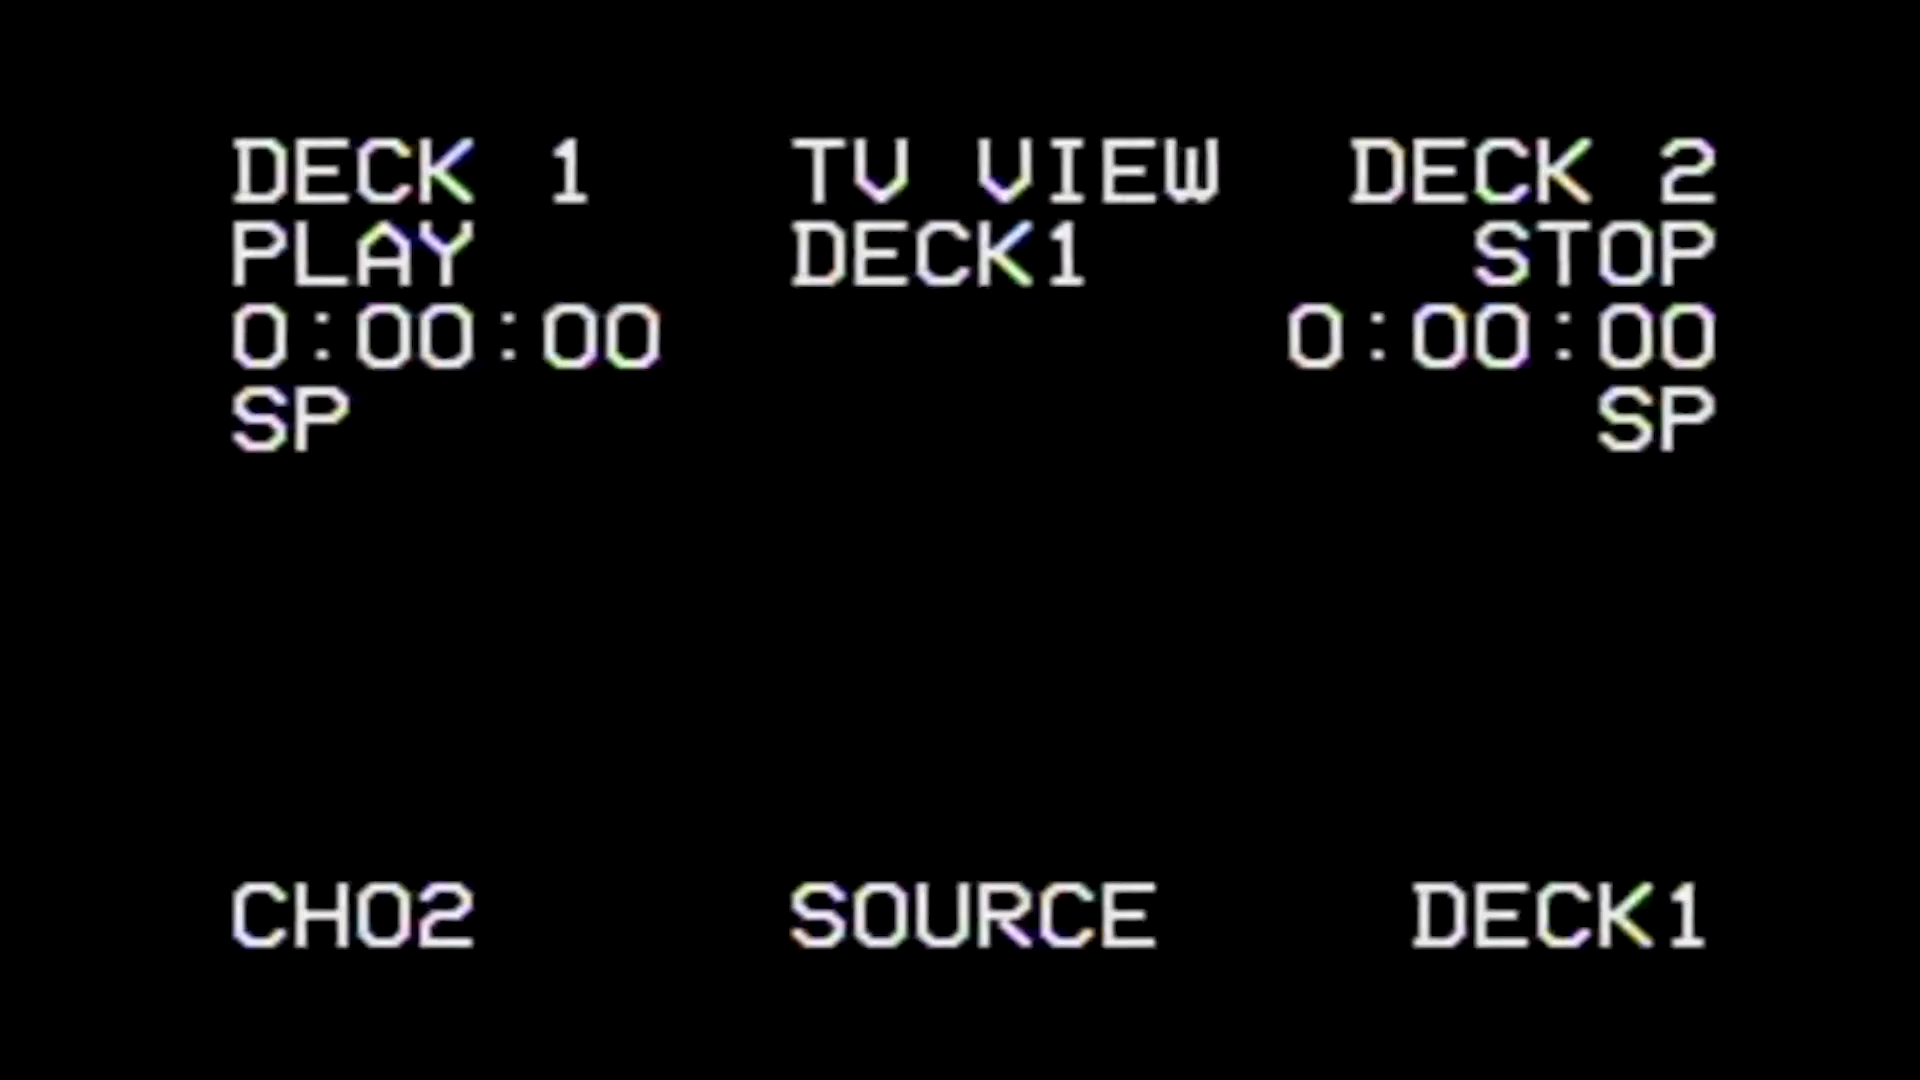 DECK 1 TV VIEW DECK 2
PLAY DECK1 STOP
0:00:00 0:00:00
SP SP
CH02 SOURCE DECK1